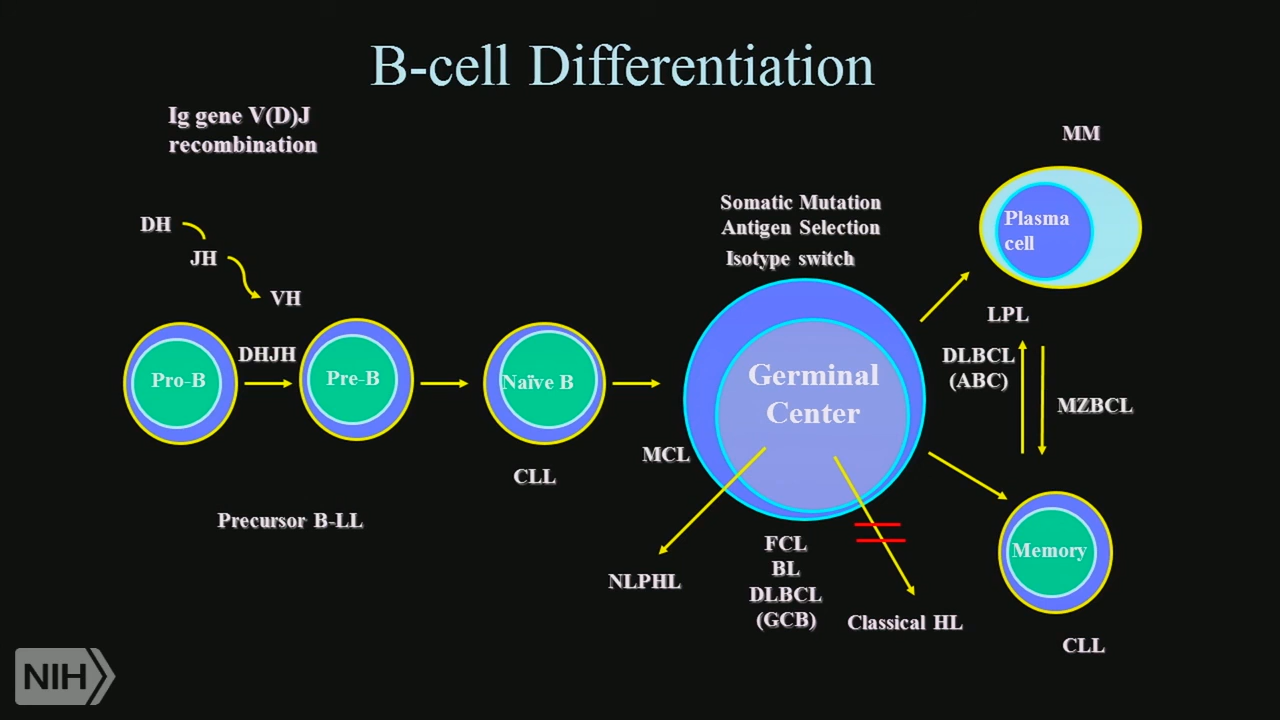 B-cell Differentiation
Ig gene V(D)J
recombination
MM
Somatic Mutation
Antigen Selection
Isotype switch
DH
JH
VH
Plasma
cell
LPL
DHJH
DLBCL
(ABC)
Pro-B
Pre-B
Naïve B
Germinal
Center
MZBCL
MCL
CLL
Precursor B-LL
FCL
BL
DLBCL
(GCB)
NLPHL
Classical HL
Memory
CLL
NIH